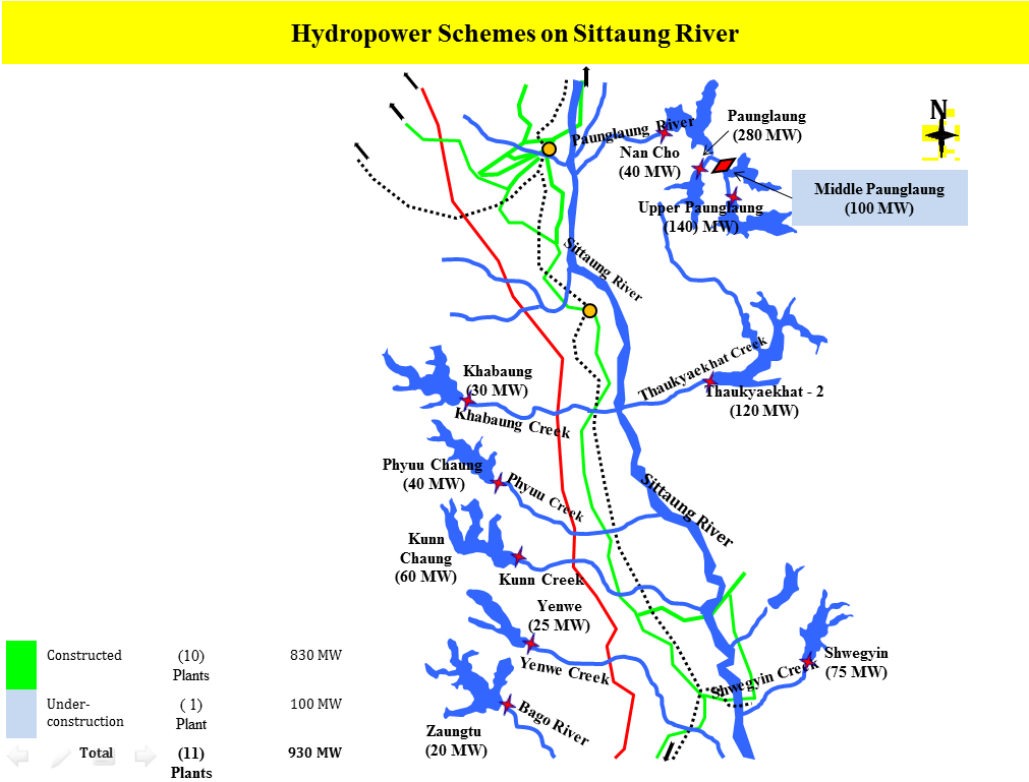 Hydropower Schemes on Sittaung River
N
Paunglaung River
Paunglaung
(280 MW)
Nan Cho
(40 MW)
Middle Paunglaung
(100 MW)
Upper Paunglaung
(140) MW)
Sittaung River
Thaukyaekhat Creek
Thaukyaekhat - 2
(120 MW)
Khabaung
(30 MW)
Khabaung Creek
Phyuu Chaung
(40 MW)
Phyuu Creek
Sittaung River
Kunn
Chaung
(60 MW)
Kunn Creek
Yenwe
(25 MW)
Yenwe Creek
Shwegyin
(75 MW)
Shwegyin Creek
Bago River
Zaungtu
(20 MW)
Constructed (10) 830 MW
Plants
Under- ( 1) 100 MW
construction Plant
Total (11) 930 MW
Plants